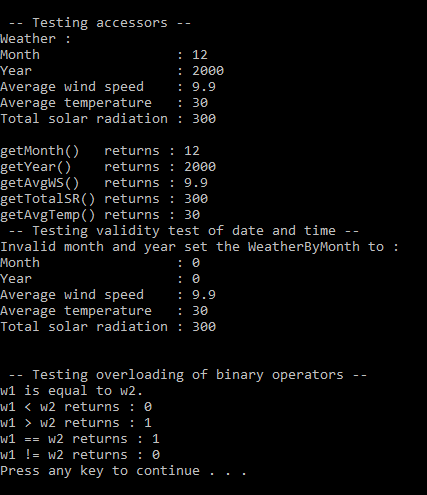 -- Testing accessors --
Weather :
Month                 : 12
Year                  : 2000
Average wind speed    : 9.9
Average temperature   : 30
Total solar radiation : 300
getMonth()   returns : 12
getYear()    returns : 2000
getAvgWS()   returns : 9.9
getTotalSR() returns : 300
getAvgTemp() returns : 30
-- Testing validity test of date and time --
Invalid month and year set the WeatherByMonth to :
Month                 : 0
Year                  : 0
Average wind speed    : 9.9
Average temperature   : 30
Total solar radiation : 300
-- Testing overloading of binary operators --
w1 is equal to w2.
w1 < w2 returns : 0
w1 > w2 returns : 1
w1 == w2 returns : 1
w1 != w2 returns : 0
Press any key to continue . . .